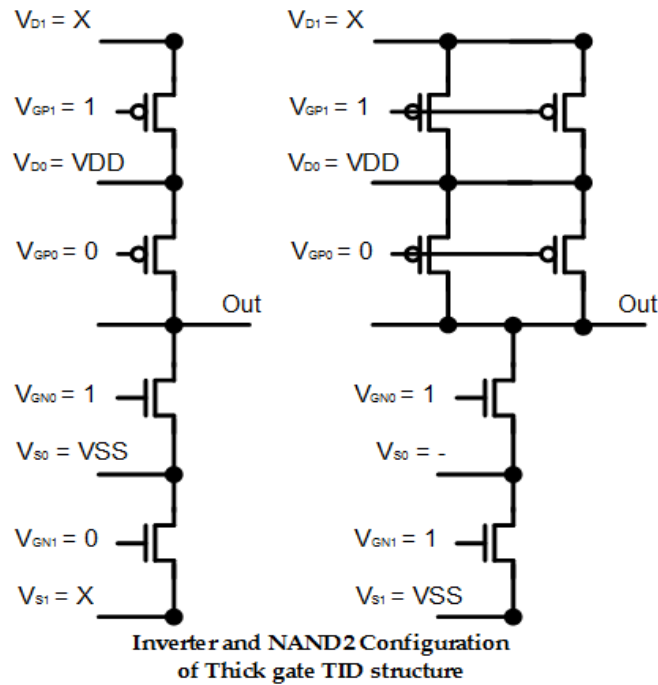 VD1 = X
VGP1 = 1
VD0 = VDD
VGP0 = 0
Out
VGN0 = 1
VS0 = VSS
VGN1 = 0
VS1 = X
VD1 = X
VGP1 = 1
VD0 = VDD
VGP0 = 0
Out
VGN0 = 1
VS0 = -
VGN1 = 1
VS1 = VSS
Inverter and NAND2 Configuration
of Thick gate TID structure